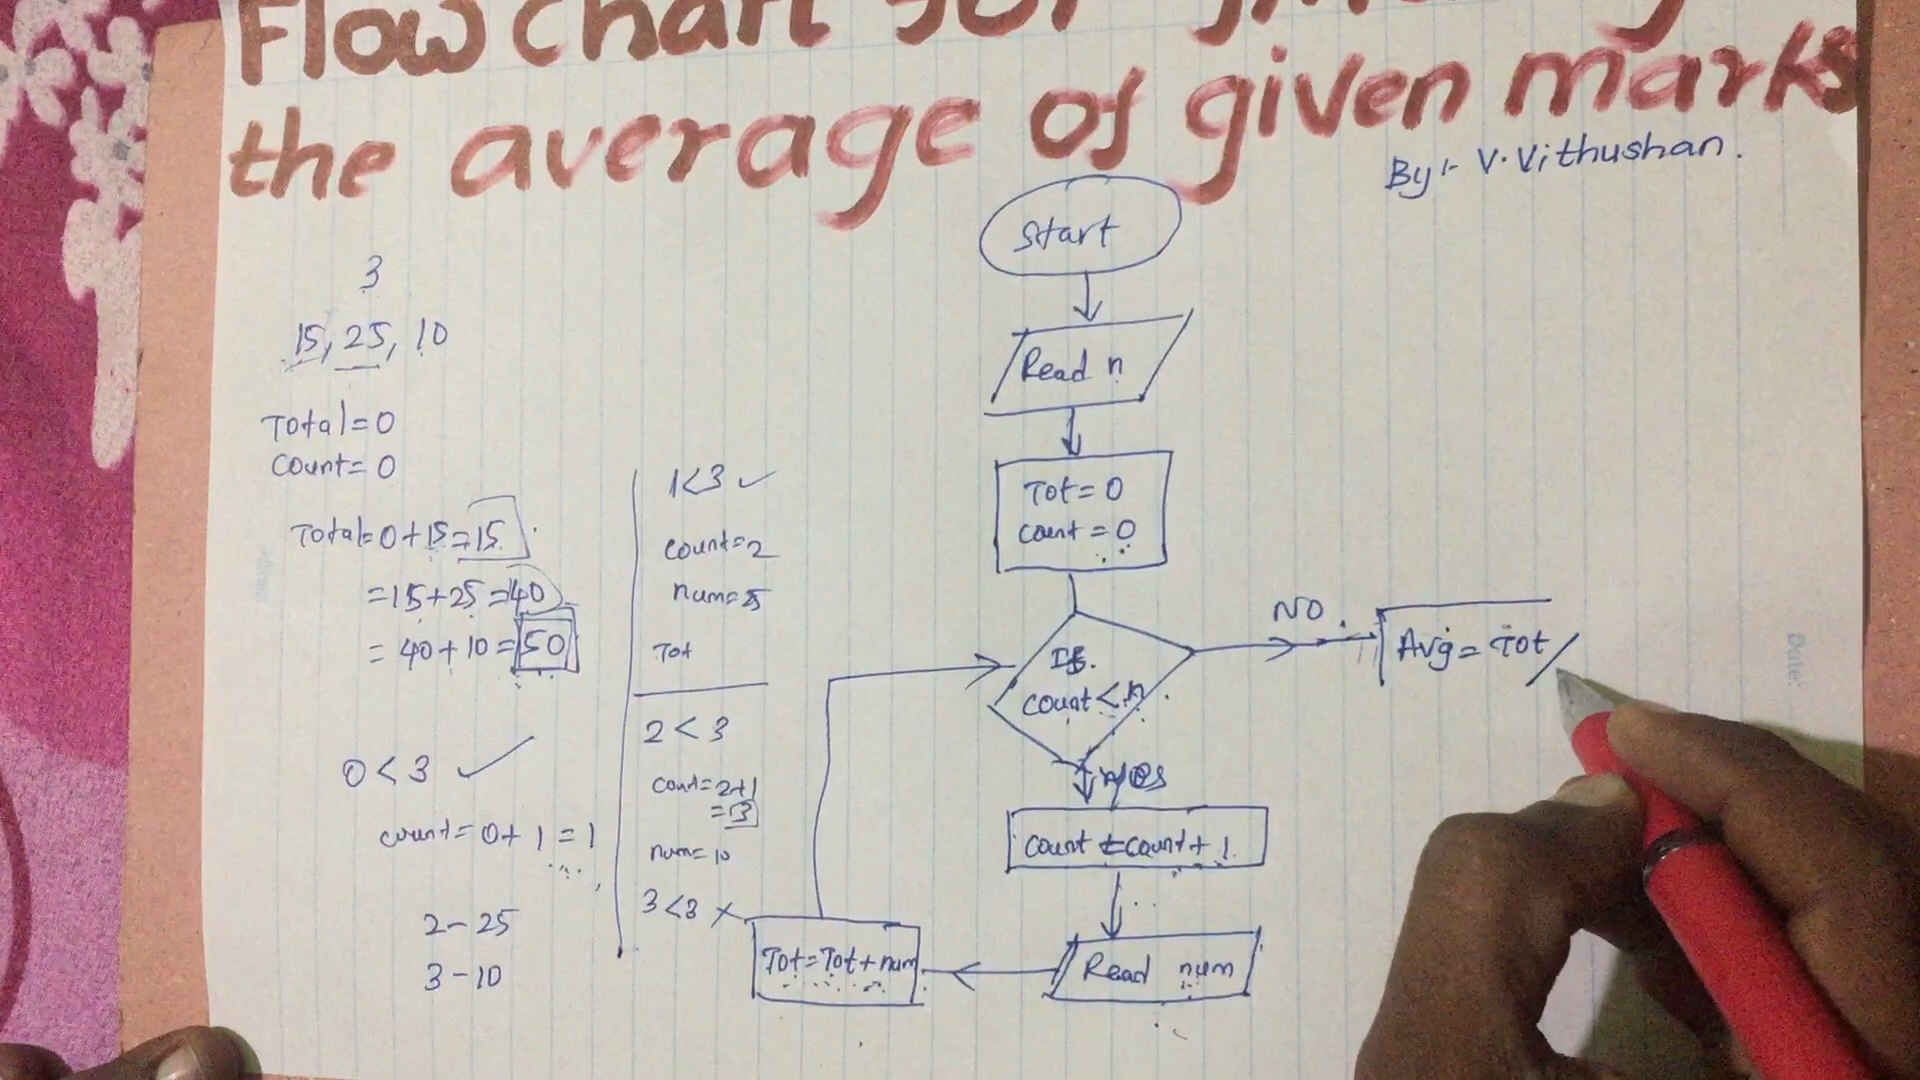 Flow chart for
the average of given marks
By:- V.Vithushan.
3
15, 25, 10
Total=0
Count=0
Total=0+15=15
=15+25=40
=40+10=50
0<3 ✓
count=0+1=1
2-25
3-10
1<3 ✓
count=2
num=25
Tot
2<3
count=2+1
=3
num=10
3<3 ×
Start
Read n
Tot=0
count=0
If
count<n
NO
Avg=Tot/
yes
count=count+1
Read num
Tot=Tot+num
Date: